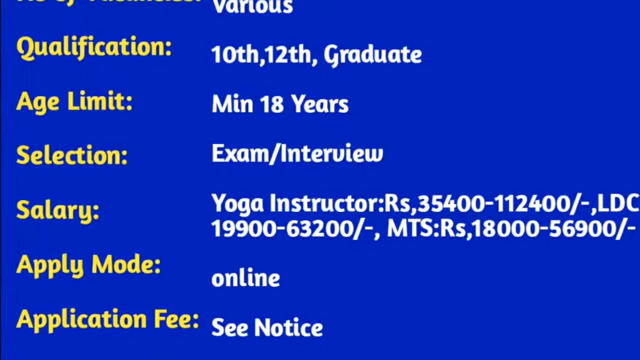 Various
Qualification: 10th,12th, Graduate
Age Limit: Min 18 Years
Selection: Exam/Interview
Salary: Yoga Instructor:Rs,35400-112400/-,LDC
19900-63200/-, MTS:Rs,18000-56900/-
Apply Mode: online
Application Fee: See Notice